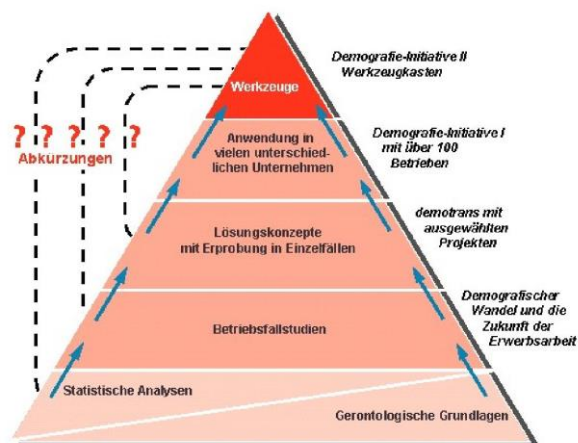 Demografie-Initiative II
Werkzeugkasten
Werkzeuge
? ? ? ? ?
Abkürzungen
Anwendung in
vielen unterschied-
lichen Unternehmen
Demografie-Initiative I
mit über 100
Betrieben
Lösungskonzepte
mit Erprobung in Einzelfällen
demotrans mit
ausgewählten
Projekten
Betriebsfallstudien
Demografischer
Wandel und die
Zukunft der
Erwerbsarbeit
Statistische Analysen
Gerontologische Grundlagen